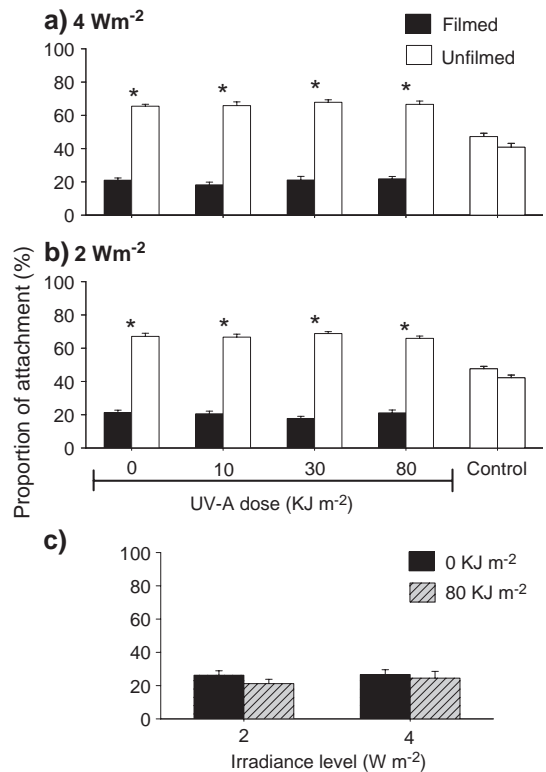 a) 4 Wm-2
Filmed
Unfilmed
100
80
60
40
20
0
* * * *
b) 2 Wm-2
100
80
60
40
20
0
* * * *
0 10 30 80 Control
UV-A dose (KJ m-2)
Proportion of attachment (%)
c)
0 KJ m-2
80 KJ m-2
100
80
60
40
20
0
2 4
Irradiance level (W m-2)